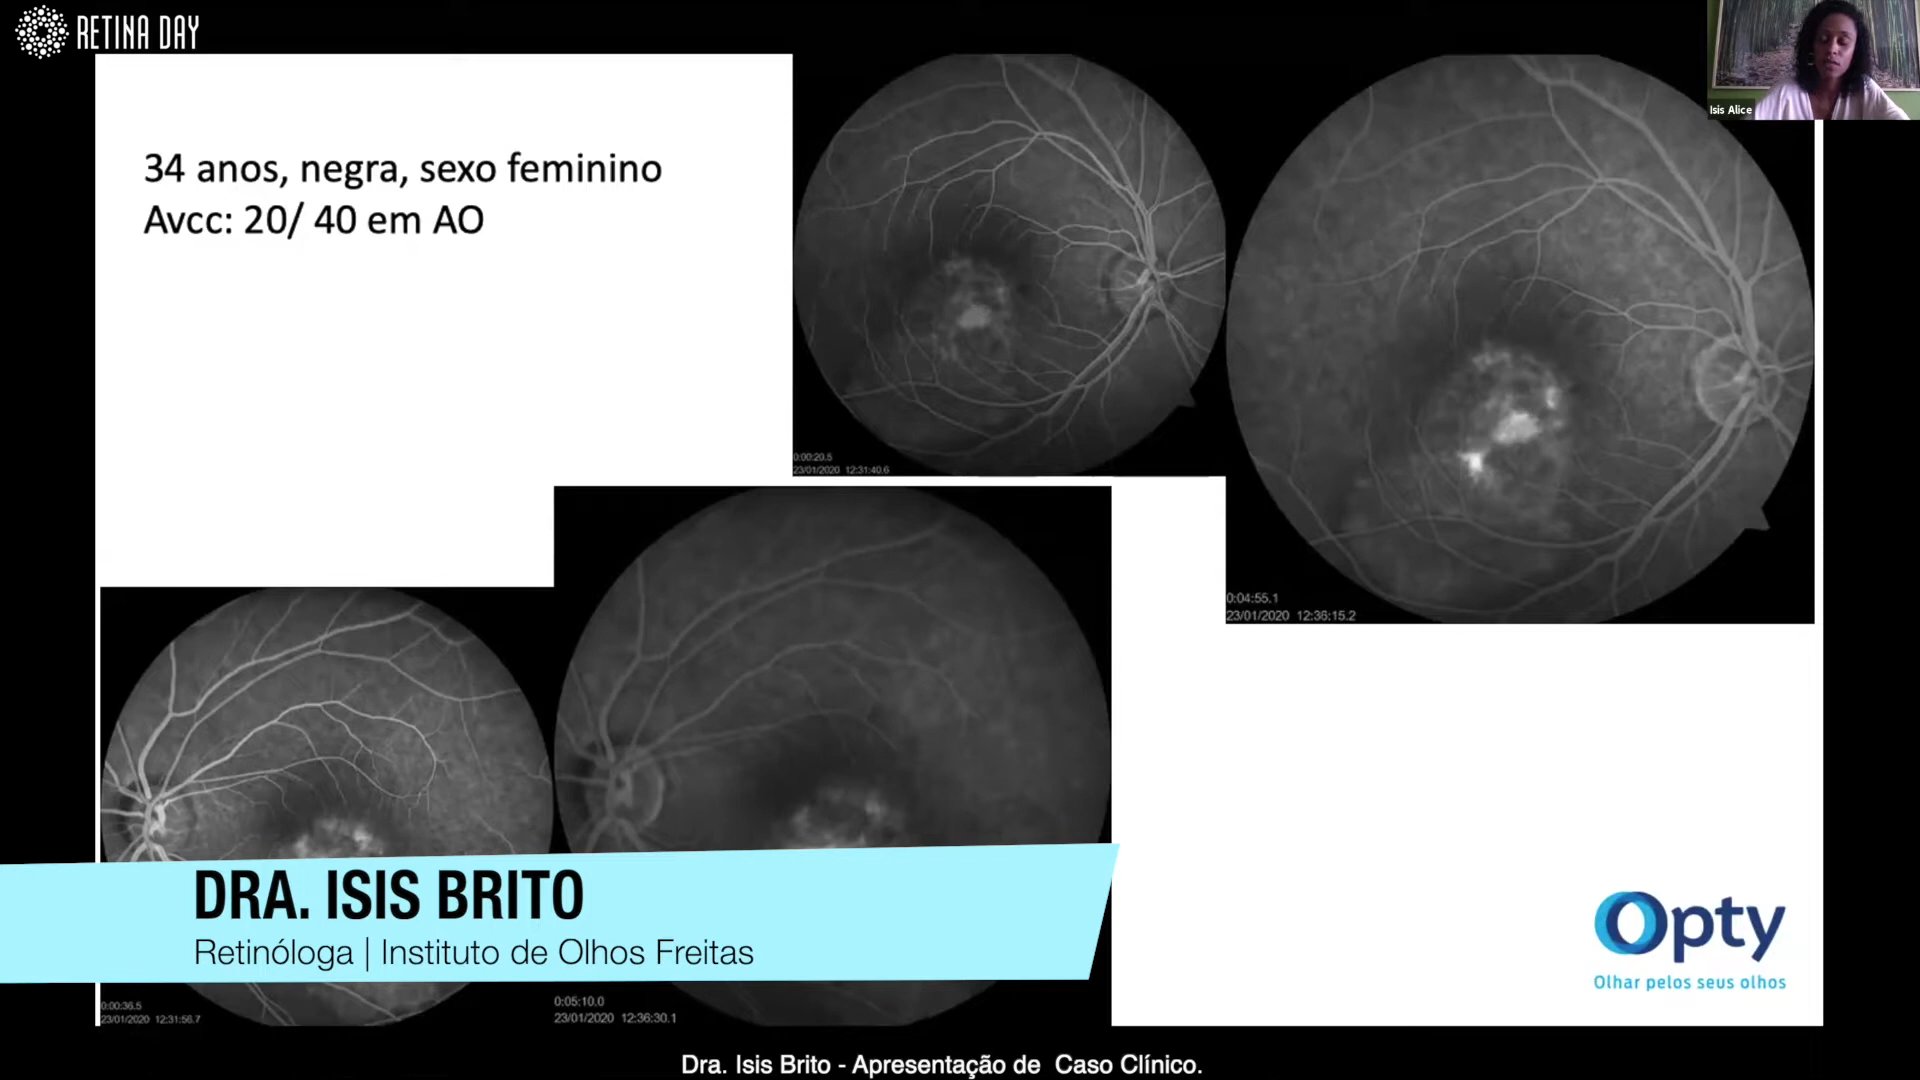 RETINA DAY
Isis Alice
34 anos, negra, sexo feminino
Avcc: 20/ 40 em AO
0:00:20.5
23/01/2020 12:31:40.6
0:04:55.1
23/01/2020 12:36:15.2
DRA. ISIS BRITO
Retinóloga | Instituto de Olhos Freitas
Opty
Olhar pelos seus olhos
0:00:36.5
23/01/2020 12:31:56.7
0:05:10.0
23/01/2020 12:36:30.1
Dra. Isis Brito - Apresentação de Caso Clínico.